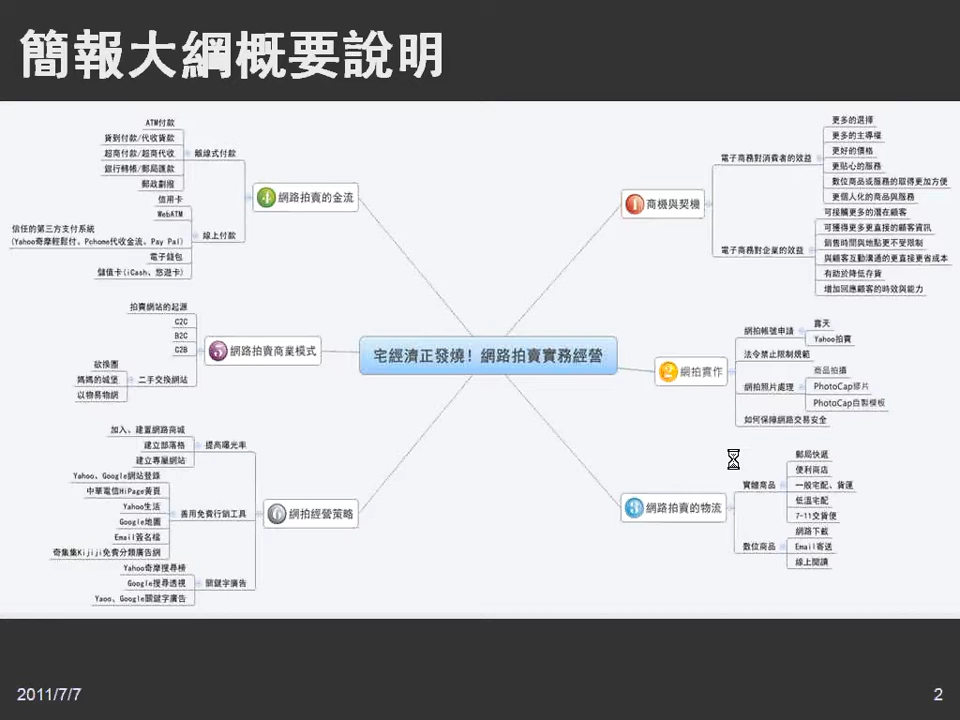 簡報大綱概要說明
宅經濟正發燒！網路拍賣實務經營
1 商機與契機
電子商務對消費者的效益
更多的選擇
更多的主導權
更好的價格
更貼心的服務
數位商品或服務的取得更加方便
更個人化的商品與服務
電子商務對企業的效益
可接觸更多的潛在顧客
可獲得更多更直接的顧客資訊
銷售時間與地點更不受限制
與顧客互動溝通的更直接更省成本
有助於降低存貨
增加回應顧客的時效與能力
2 網拍實作
網拍帳號申請
露天
Yahoo拍賣
法令禁止限制規範
網拍照片處理
商品拍攝
PhotoCap修片
PhotoCap自製模板
如何保障網路交易安全
3 網路拍賣的物流
實體商品
郵局快遞
便利商店
一般宅配、貨運
低溫宅配
7-11交貨便
數位商品
網路下載
Email寄送
線上閱讀
4 網路拍賣的金流
離線式付款
ATM付款
貨到付款/代收貨款
超商付款/超商代收
銀行轉帳/郵局匯款
郵政劃撥
線上付款
信用卡
WebATM
信任的第三方支付系統
(Yahoo奇摩輕鬆付、Pchome代收金流、Pay Pal)
電子錢包
儲值卡(iCash、悠遊卡)
5 網路拍賣商業模式
拍賣網站的起源
C2C
B2C
C2B
二手交換網站
欲換團
媽媽的城堡
以物易物網
6 網拍經營策略
提高曝光率
加入、建置網路商城
建立部落格
建立專屬網站
善用免費行銷工具
Yahoo、Google網站登錄
中華電信HiPage黃頁
Yahoo生活
Google地圖
Email簽名檔
奇集集Kijiji免費分類廣告網
關鍵字廣告
Yahoo奇摩搜尋榜
Google搜尋透視
Yaoo、Google關鍵字廣告
2011/7/7
2